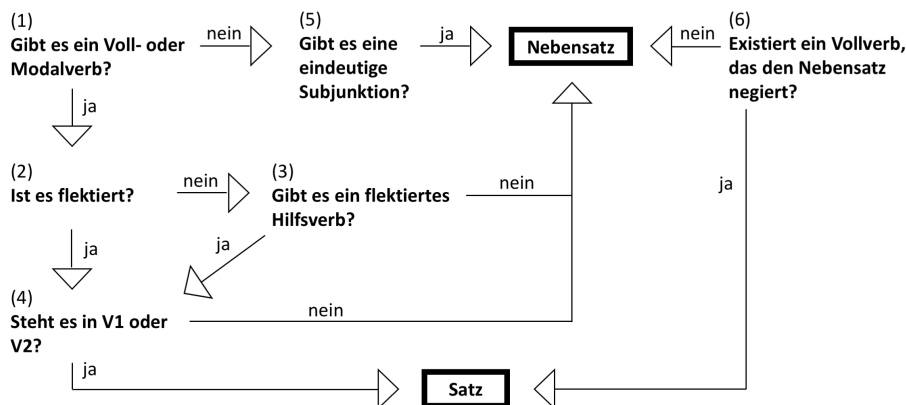 (1)
Gibt es ein Voll- oder
Modalverb?
nein
(5)
Gibt es eine
eindeutige
Subjunktion?
ja
Nebensatz
nein
(6)
Existiert ein Vollverb,
das den Nebensatz
negiert?
ja
(2)
Ist es flektiert?
nein
(3)
Gibt es ein flektiertes
Hilfsverb?
nein
ja
ja
ja
(4)
Steht es in V1 oder
V2?
nein
ja
Satz